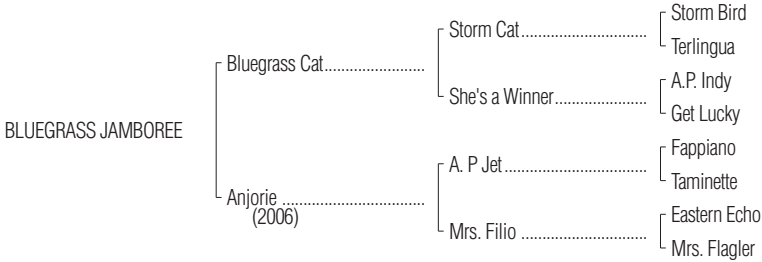 Storm Bird
Storm Cat..............................
Terlingua
Bluegrass Cat........................
A.P. Indy
She's a Winner......................
Get Lucky
BLUEGRASS JAMBOREE
Fappiano
A. P Jet..................................
Taminette
Anjorie ..................................
(2006)
Eastern Echo
Mrs. Filio ..............................
Mrs. Flagler